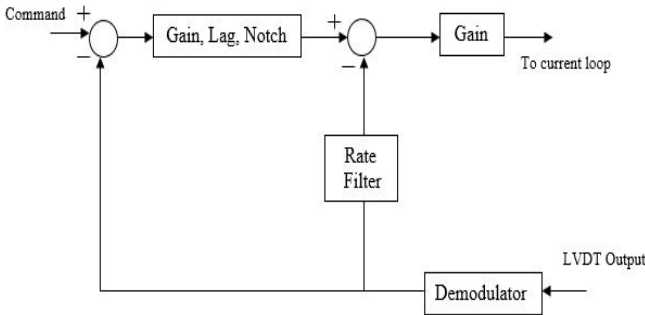 Command
+
−
Gain, Lag, Notch
+
−
Gain
To current loop
Rate
Filter
LVDT Output
Demodulator